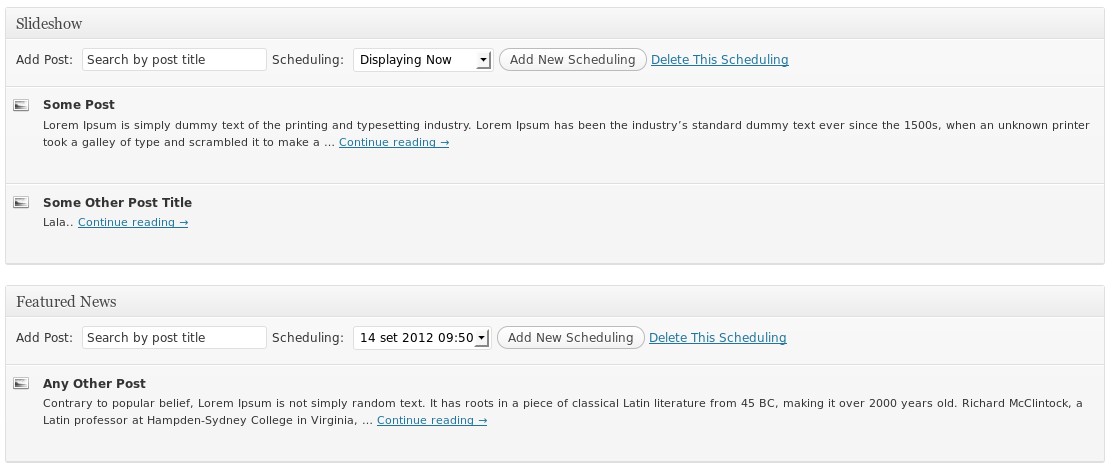 Slideshow
Add Post: Search by post title Scheduling: Displaying Now Add New Scheduling Delete This Scheduling
Some Post
Lorem Ipsum is simply dummy text of the printing and typesetting industry. Lorem Ipsum has been the industry's standard dummy text ever since the 1500s, when an unknown printer
took a galley of type and scrambled it to make a ... Continue reading →
Some Other Post Title
Lala.. Continue reading →
Featured News
Add Post: Search by post title Scheduling: 14 set 2012 09:50 Add New Scheduling Delete This Scheduling
Any Other Post
Contrary to popular belief, Lorem Ipsum is not simply random text. It has roots in a piece of classical Latin literature from 45 BC, making it over 2000 years old. Richard McClintock, a
Latin professor at Hampden-Sydney College in Virginia, ... Continue reading →